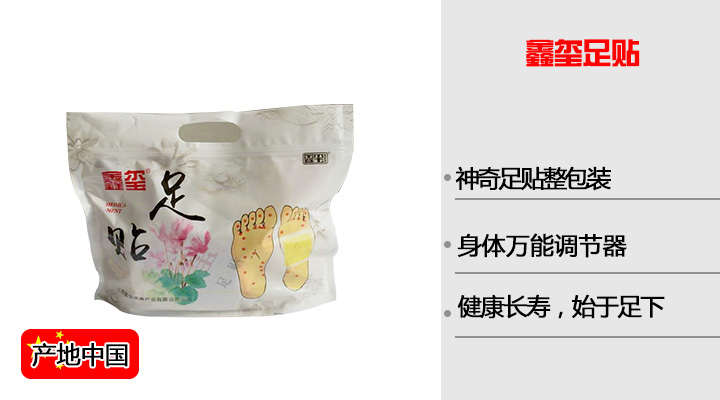 鑫玺足贴
神奇足贴整包装
身体万能调节器
健康长寿，始于足下
鑫玺
足
贴
产地中国